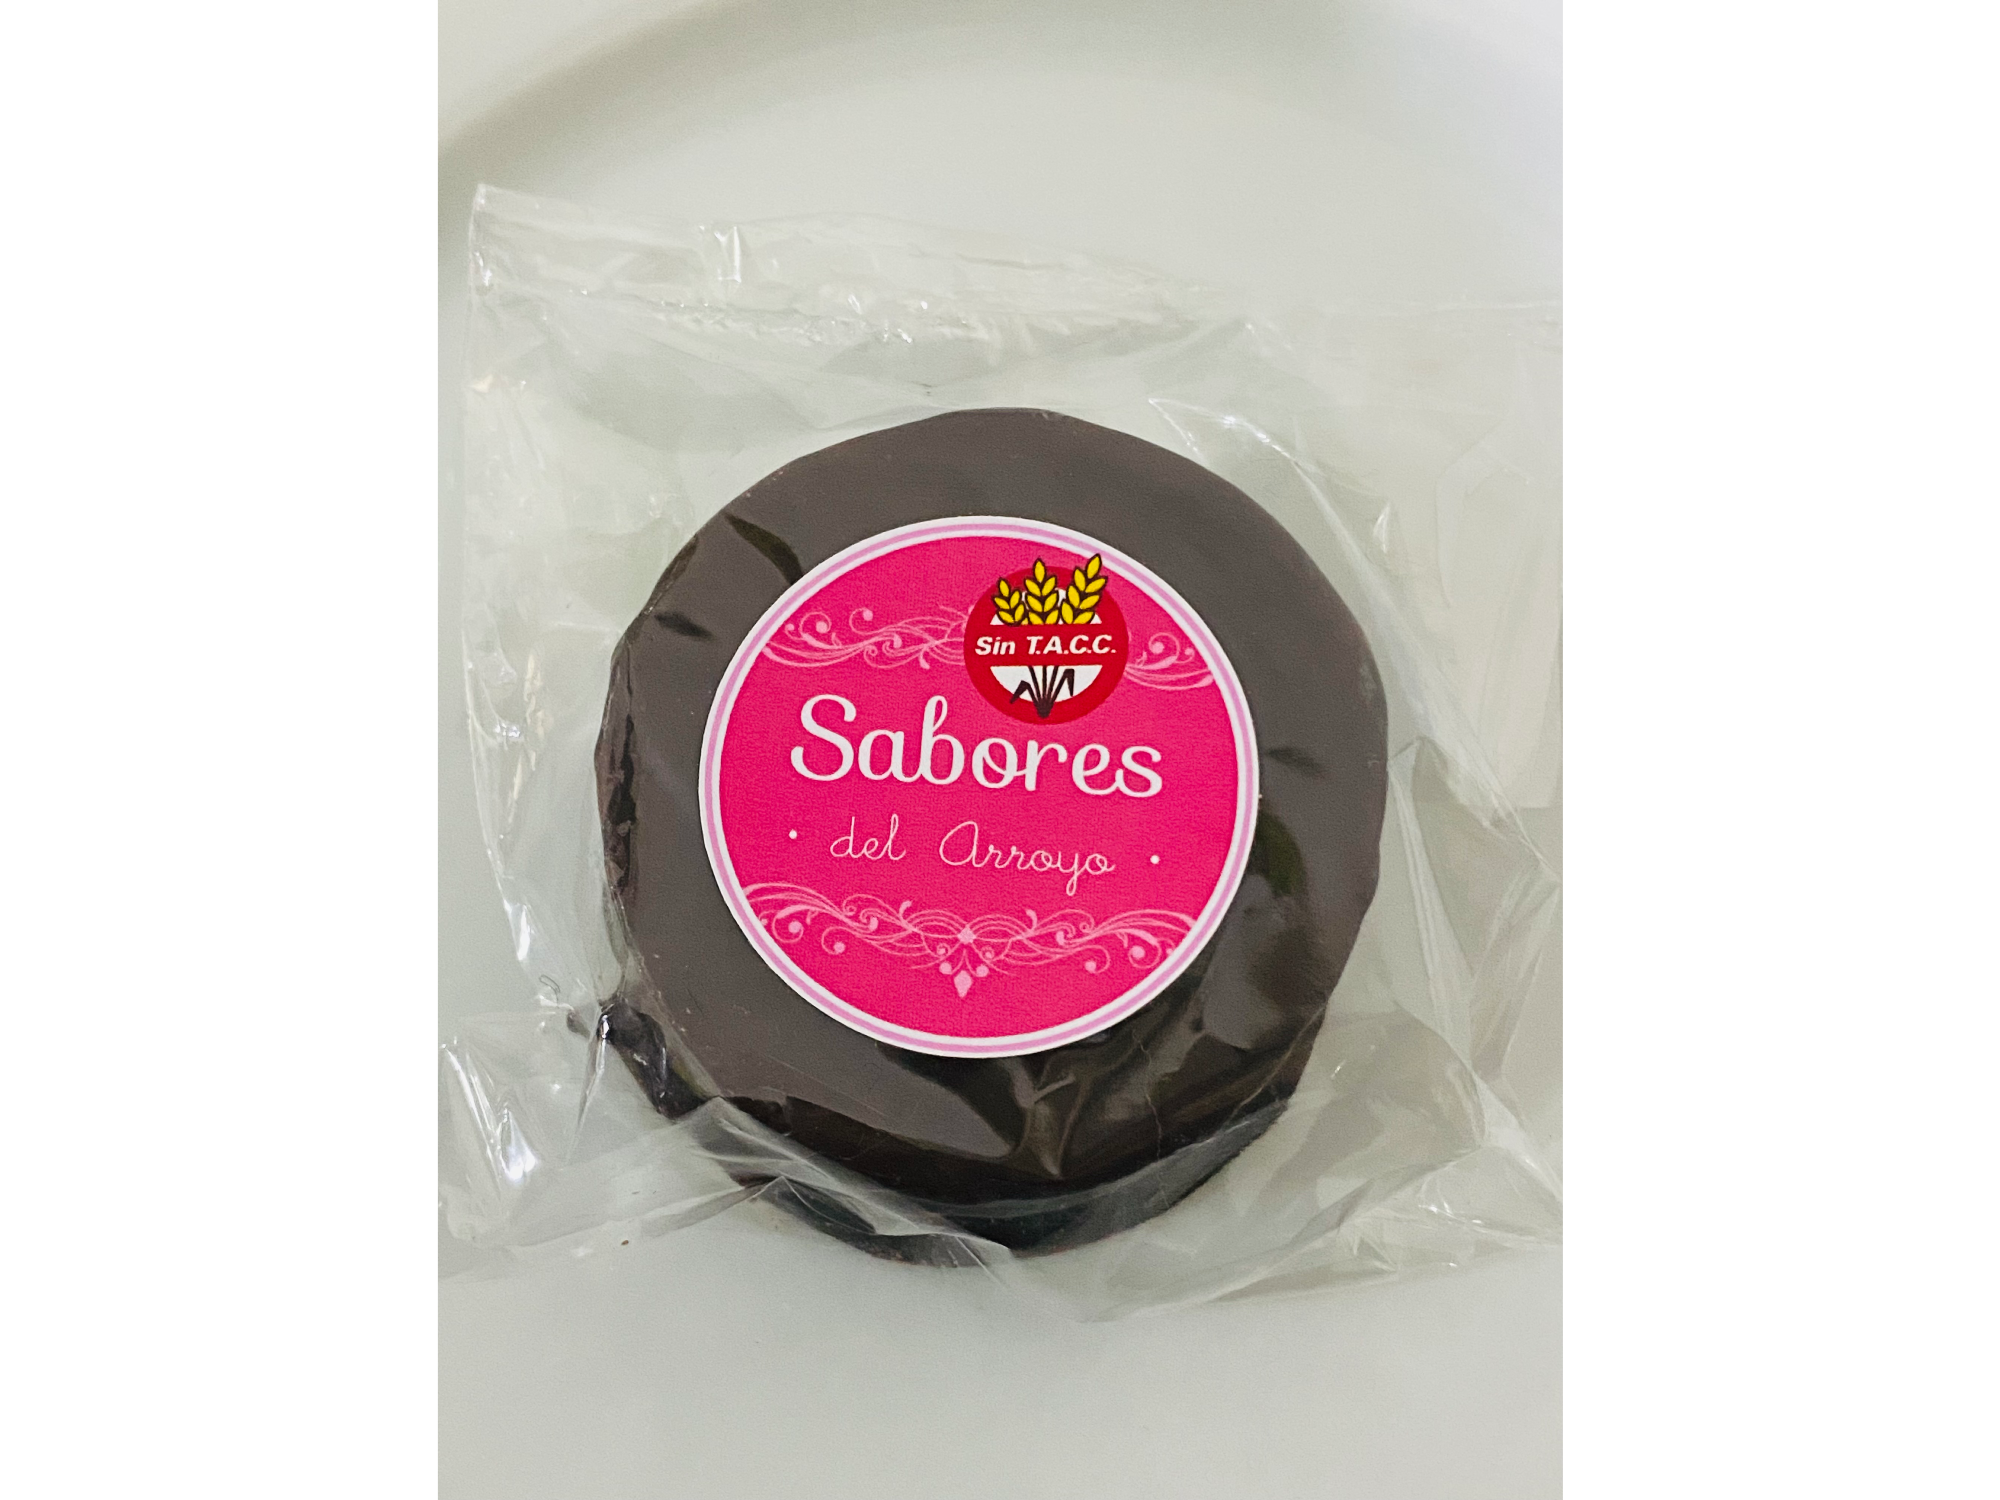 Sin T.A.C.C.
Sabores
· del Arroyo ·